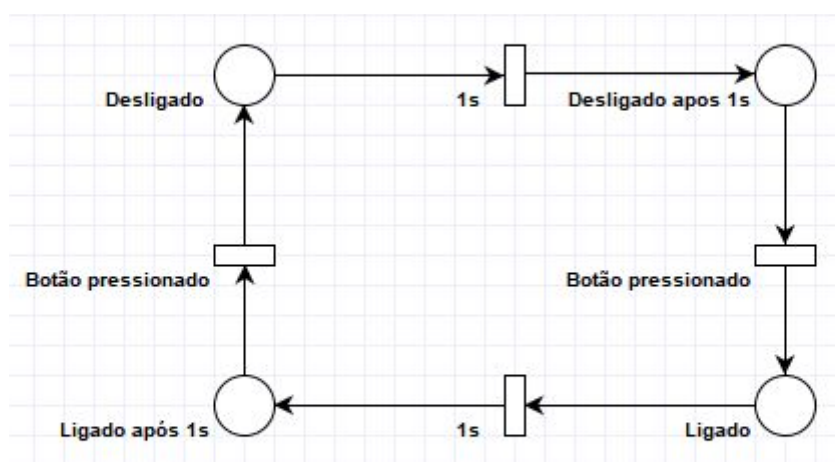 Desligado
1s
Desligado apos 1s
Botão pressionado
Botão pressionado
Ligado após 1s
1s
Ligado